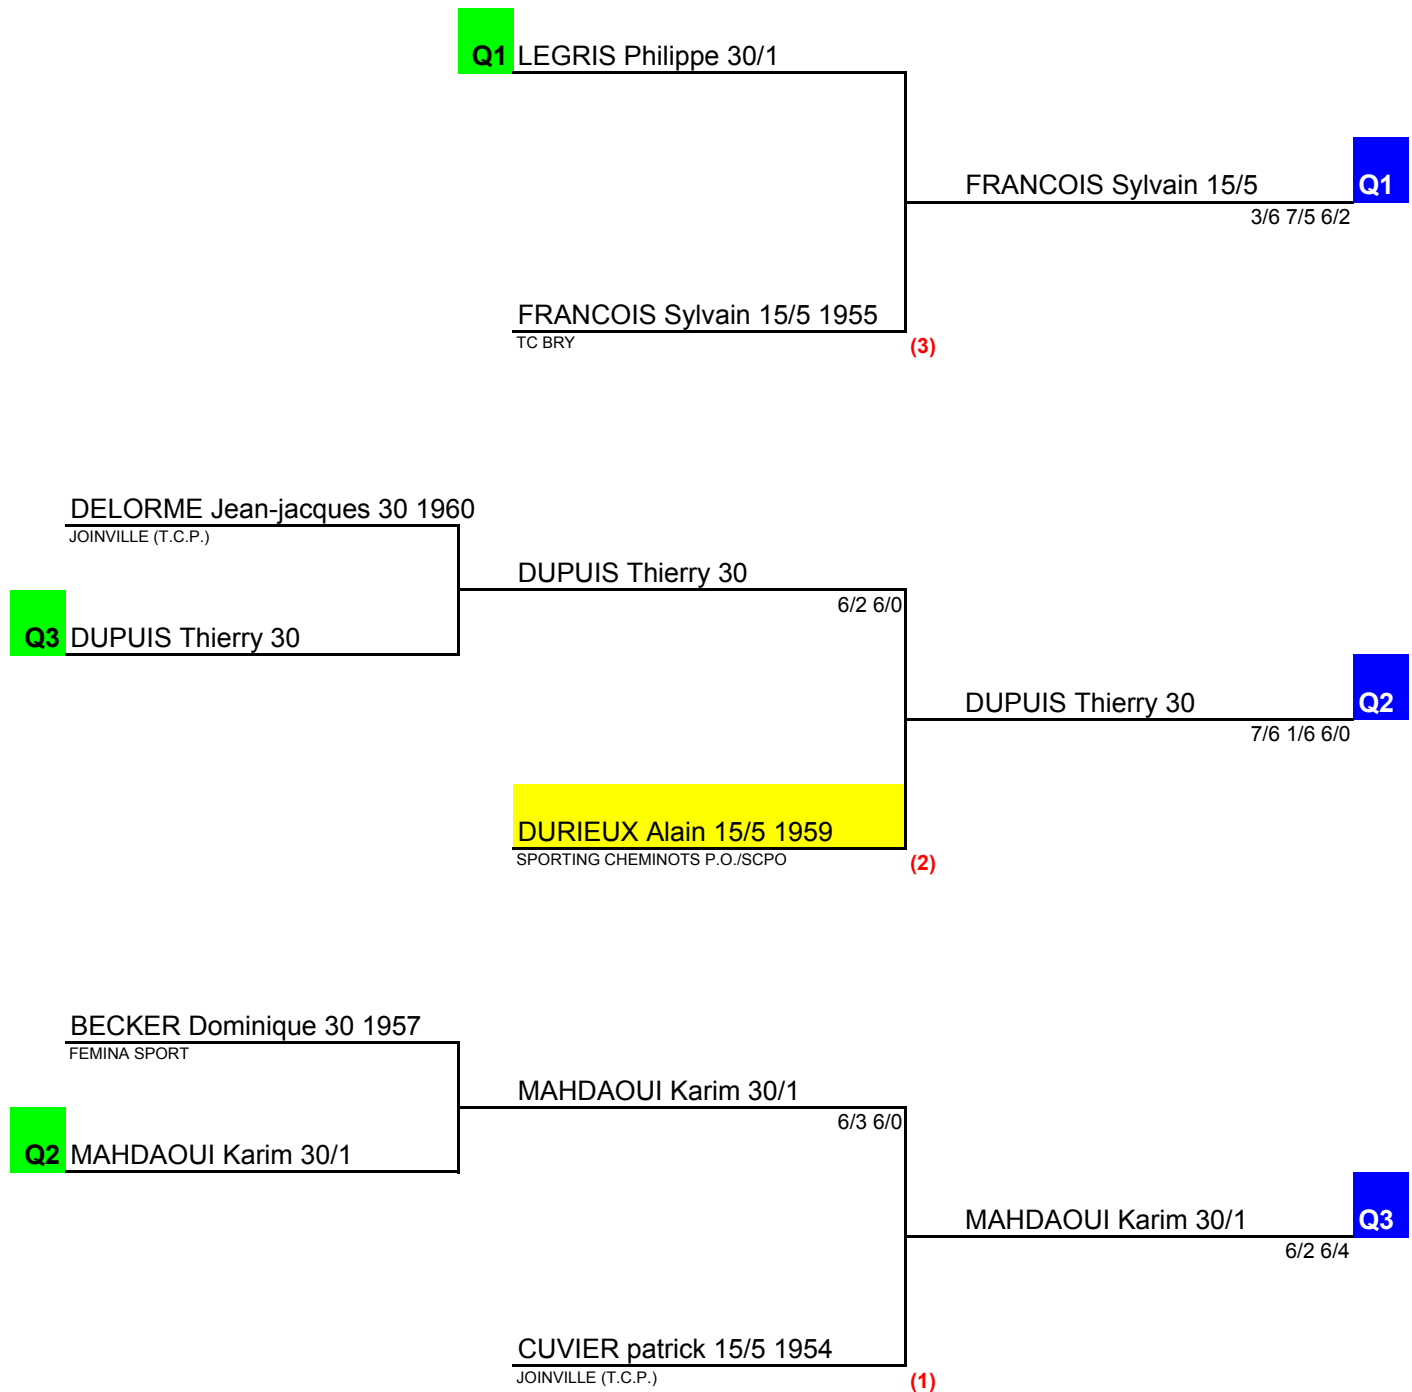 Q1 LEGRIS Philippe 30/1
FRANCOIS Sylvain 15/5 Q1
3/6 7/5 6/2
FRANCOIS Sylvain 15/5 1955
TC BRY
(3)
DELORME Jean-jacques 30 1960
JOINVILLE (T.C.P.)
DUPUIS Thierry 30
6/2 6/0
Q3 DUPUIS Thierry 30
DUPUIS Thierry 30 Q2
7/6 1/6 6/0
DURIEUX Alain 15/5 1959
SPORTING CHEMINOTS P.O./SCPO
(2)
BECKER Dominique 30 1957
FEMINA SPORT
MAHDAOUI Karim 30/1
6/3 6/0
Q2 MAHDAOUI Karim 30/1
MAHDAOUI Karim 30/1 Q3
6/2 6/4
CUVIER patrick 15/5 1954
JOINVILLE (T.C.P.)
(1)